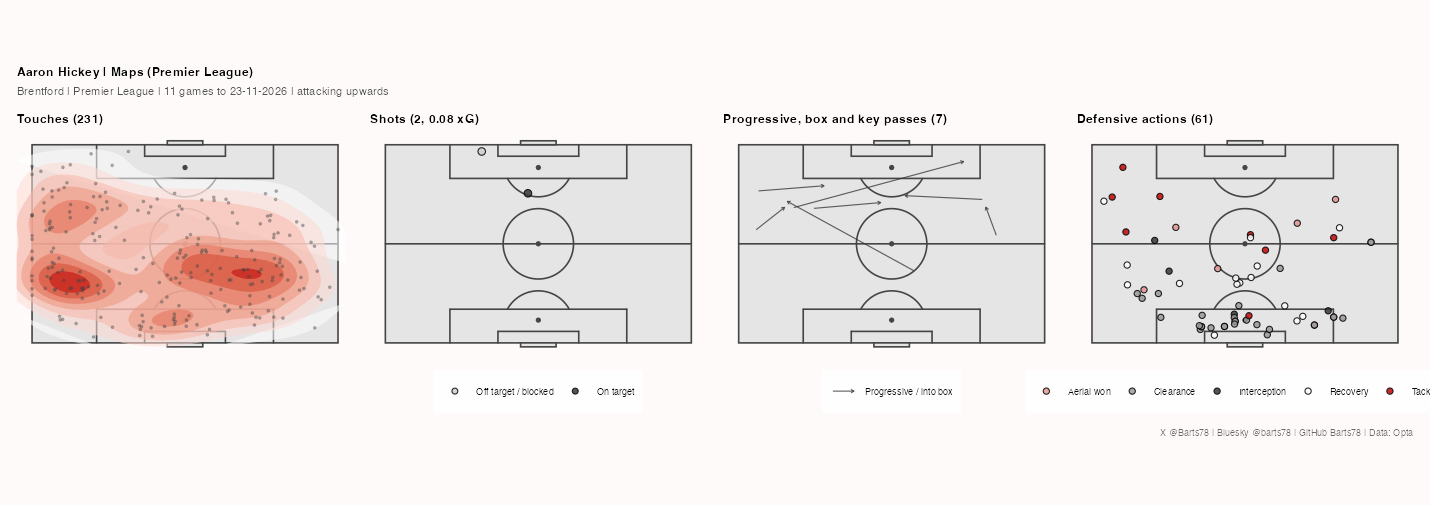 Aaron Hickey | Maps (Premier League)
Brentford | Premier League | 11 games to 23-11-2026 | attacking upwards
Touches (231)
Shots (2, 0.08 xG)
Progressive, box and key passes (7)
Defensive actions (61)
Off target / blocked
On target
Progressive / into box
Aerial won
Clearance
Interception
Recovery
Tack
X @Barts78 | Bluesky @barts78 | GitHub Barts78 | Data: Opta